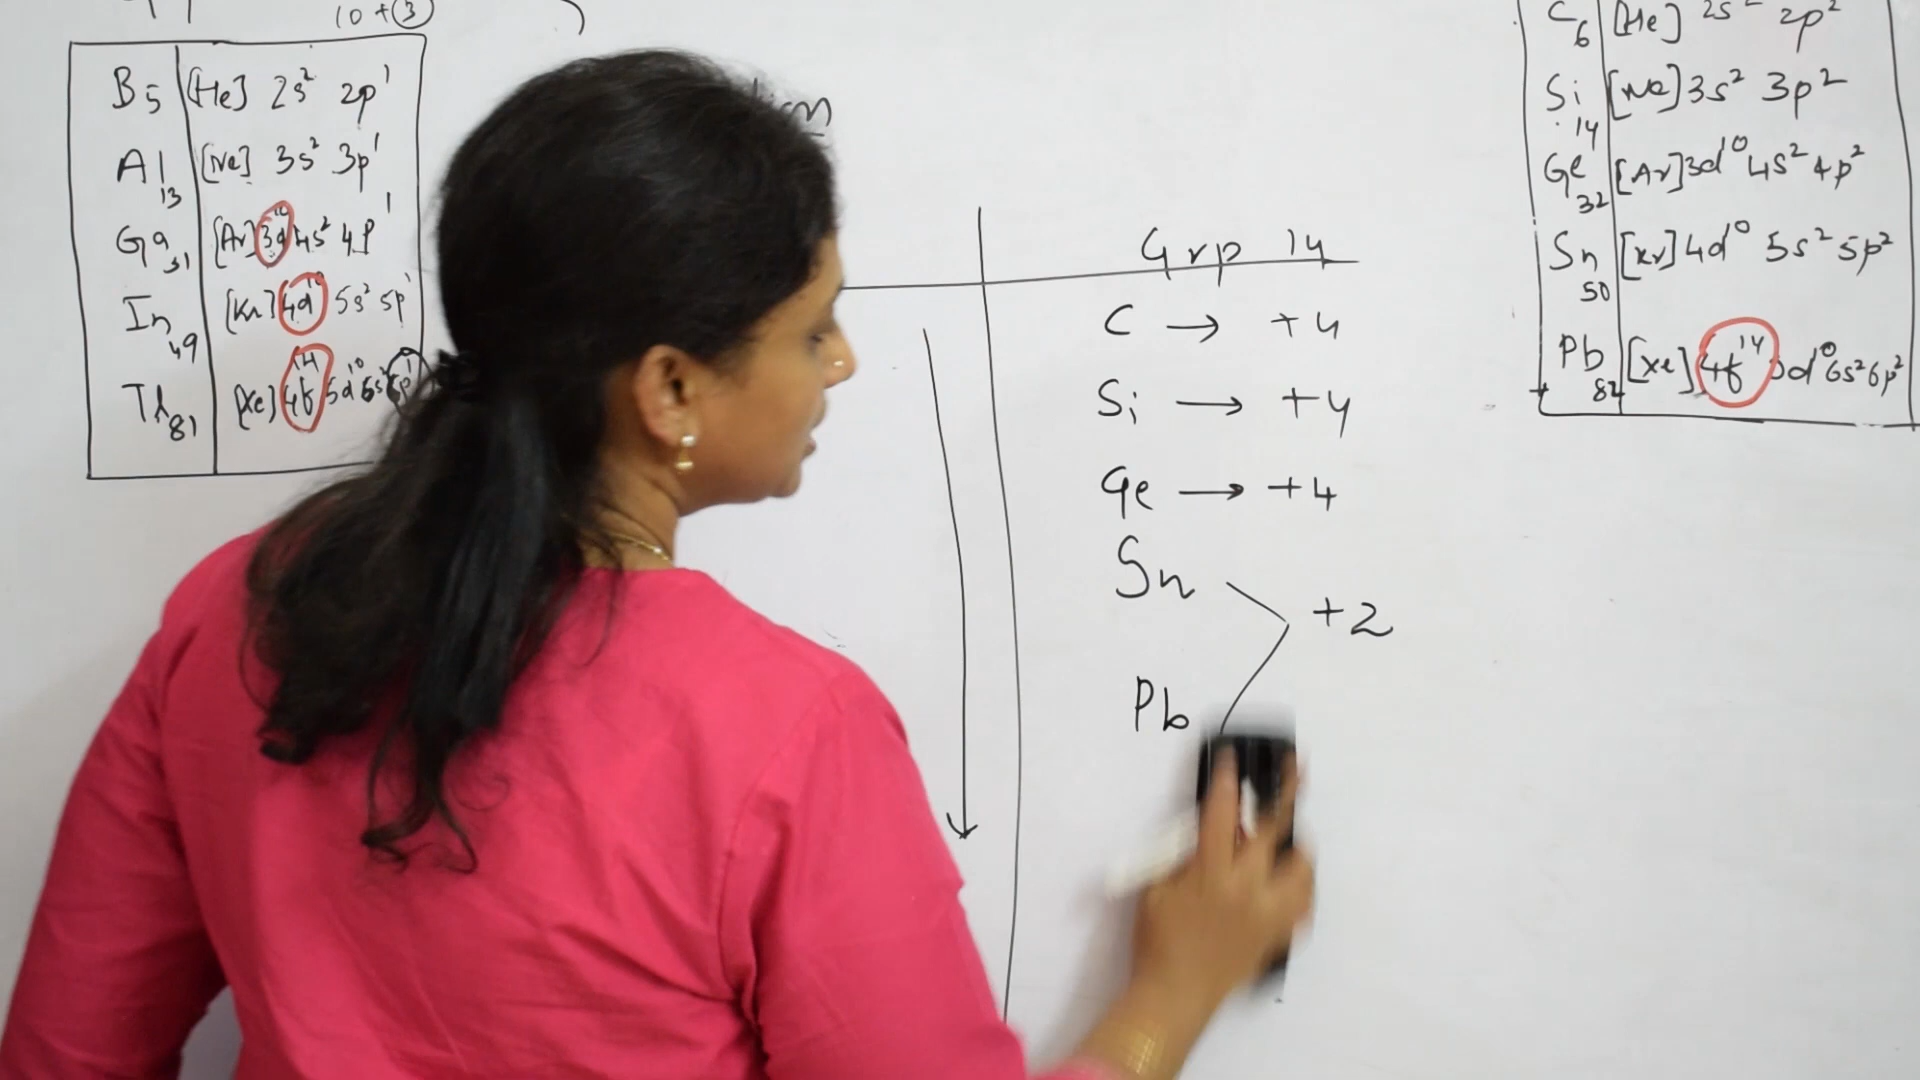 10 + 3
B5 [He] 2s² 2p¹
Al13 [Ne] 3s² 3p¹
Ga31 [Ar] 3d¹⁰ 4s² 4p¹
In49 [Kr] 4d¹⁰ 5s² 5p¹
Tl81 [Xe] 4f¹⁴ 5d¹⁰ 6s² 6p¹
Grp 14
C → +4
Si → +4
Ge → +4
Sn
+2
Pb
C6 [He] 2s² 2p²
Si14 [Ne] 3s² 3p²
Ge32 [Ar] 3d¹⁰ 4s² 4p²
Sn50 [Kr] 4d¹⁰ 5s² 5p²
Pb82 [Xe] 4f¹⁴ 5d¹⁰ 6s² 6p²